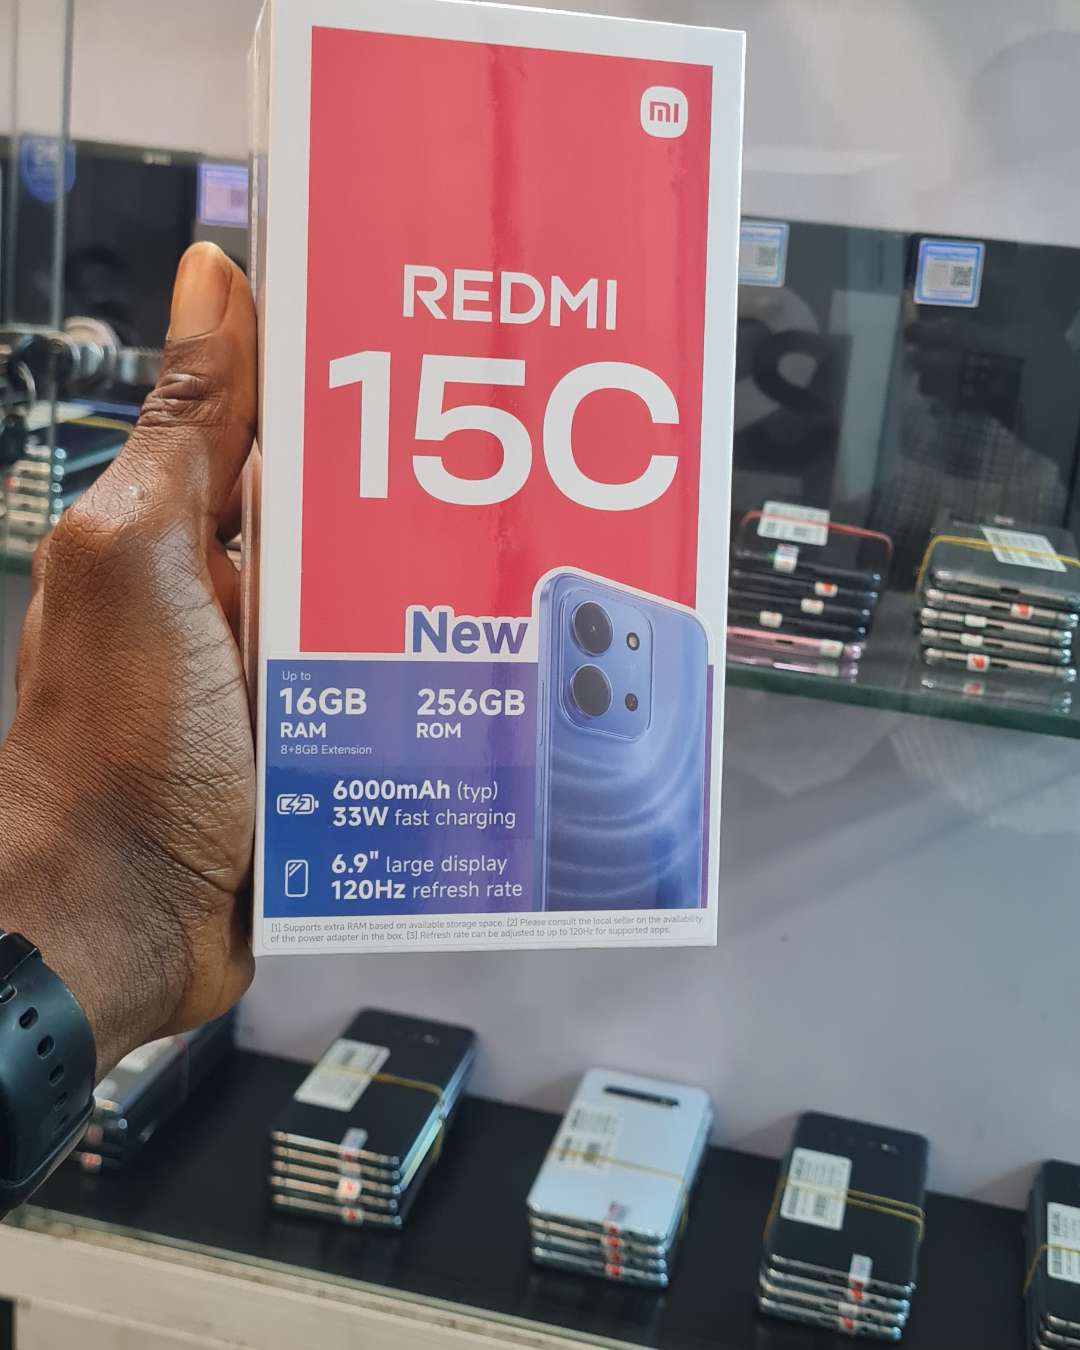 mi
REDMI
15C
New
Up to
16GB
RAM
8+8GB Extension
256GB
ROM
6000mAh (typ)
33W fast charging
6.9" large display
120Hz refresh rate
[1] Supports extra RAM based on available storage space. [2] Please consult the local seller on the availability
of the power adapter in the box. [3] Refresh rate can be adjusted to up to 120Hz for supported apps.